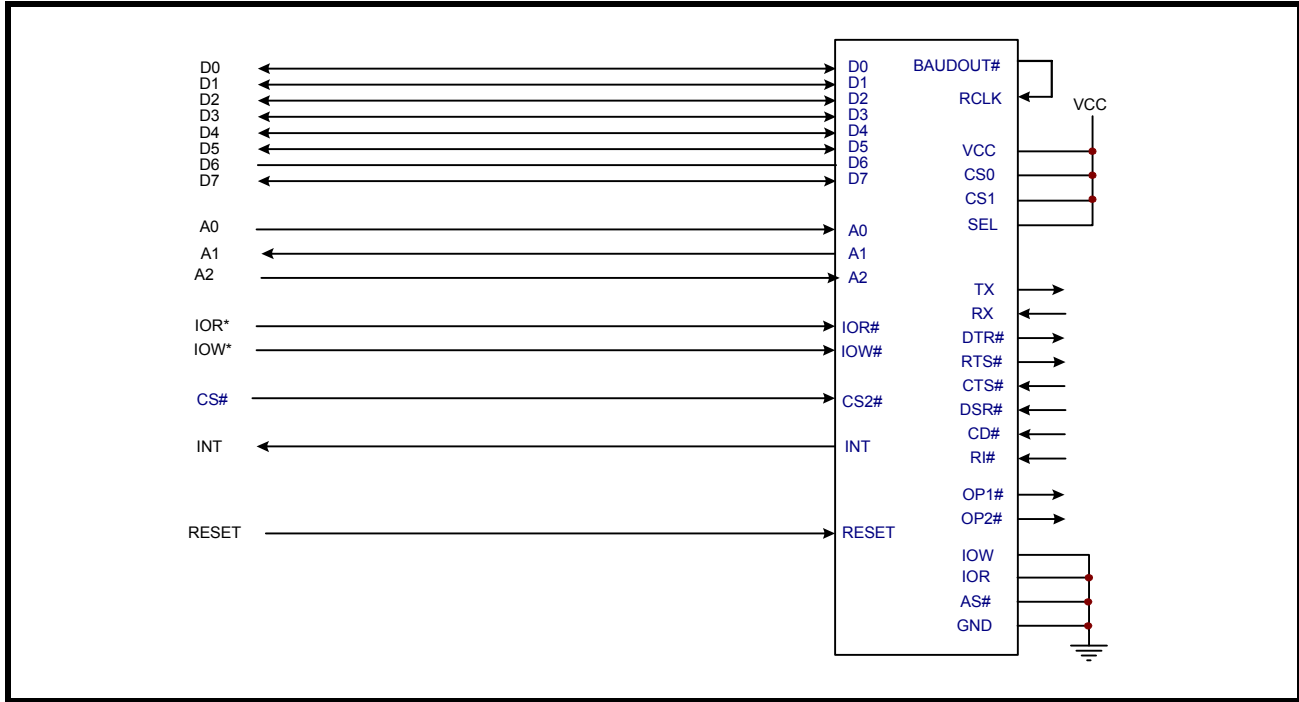 D0
D1
D2
D3
D4
D5
D6
D7
A0
A1
A2
IOR*
IOW*
CS#
INT
RESET
D0
D1
D2
D3
D4
D5
D6
D7
A0
A1
A2
IOR#
IOW#
CS2#
INT
RESET
BAUDOUT#
RCLK
VCC
CS0
CS1
SEL
TX
RX
DTR#
RTS#
CTS#
DSR#
CD#
RI#
OP1#
OP2#
IOW
IOR
AS#
GND
VCC